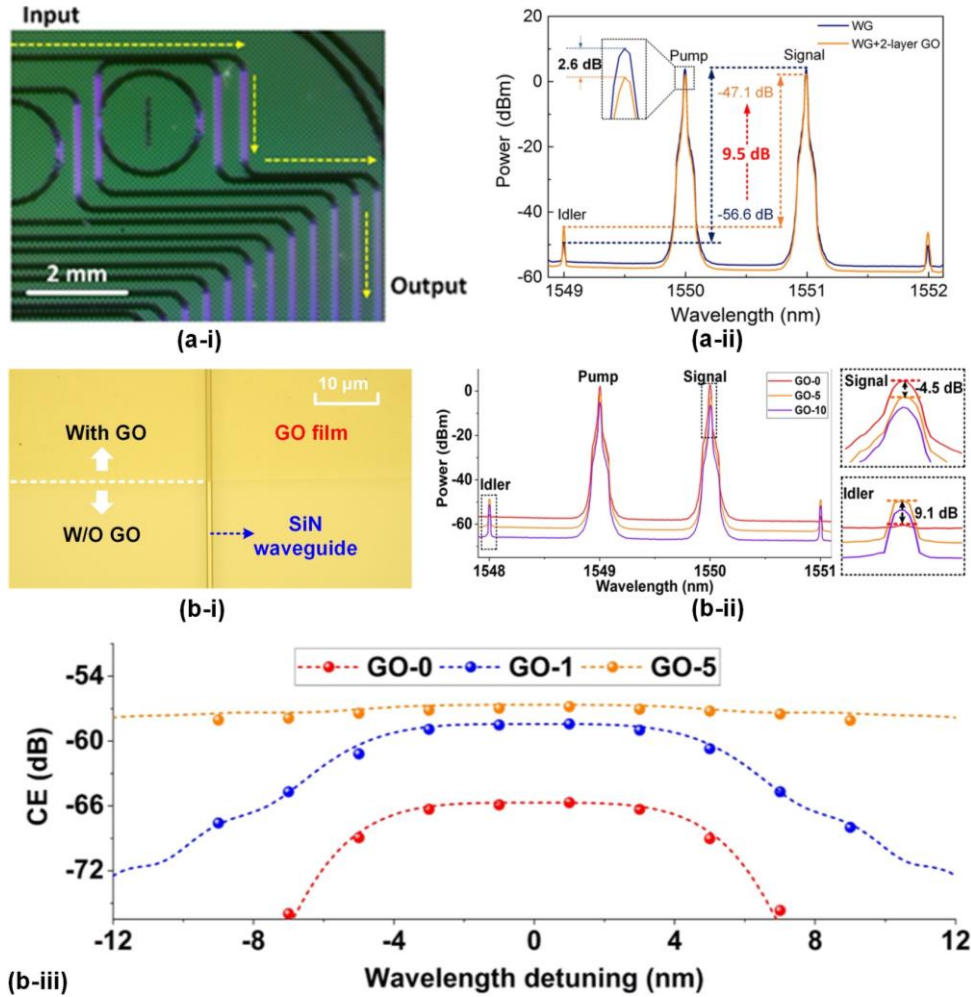 Input
2 mm
Output
(a-i)
Power (dBm)
20
0
-20
-40
-60
1549
1550
1551
1552
Wavelength (nm)
WG
WG+2-layer GO
2.6 dB
Pump
Signal
-47.1 dB
9.5 dB
-56.6 dB
Idler
(a-ii)
10 μm
With GO
GO film
W/O GO
SiN
waveguide
(b-i)
Power (dBm)
0
-20
-40
-60
Pump
Signal
GO-0
GO-5
GO-10
Idler
1548
1549
1550
1551
Wavelength (nm)
Signal
-4.5 dB
Idler
9.1 dB
(b-ii)
CE (dB)
-54
-60
-66
-72
GO-0
GO-1
GO-5
-12
-8
-4
0
4
8
12
Wavelength detuning (nm)
(b-iii)